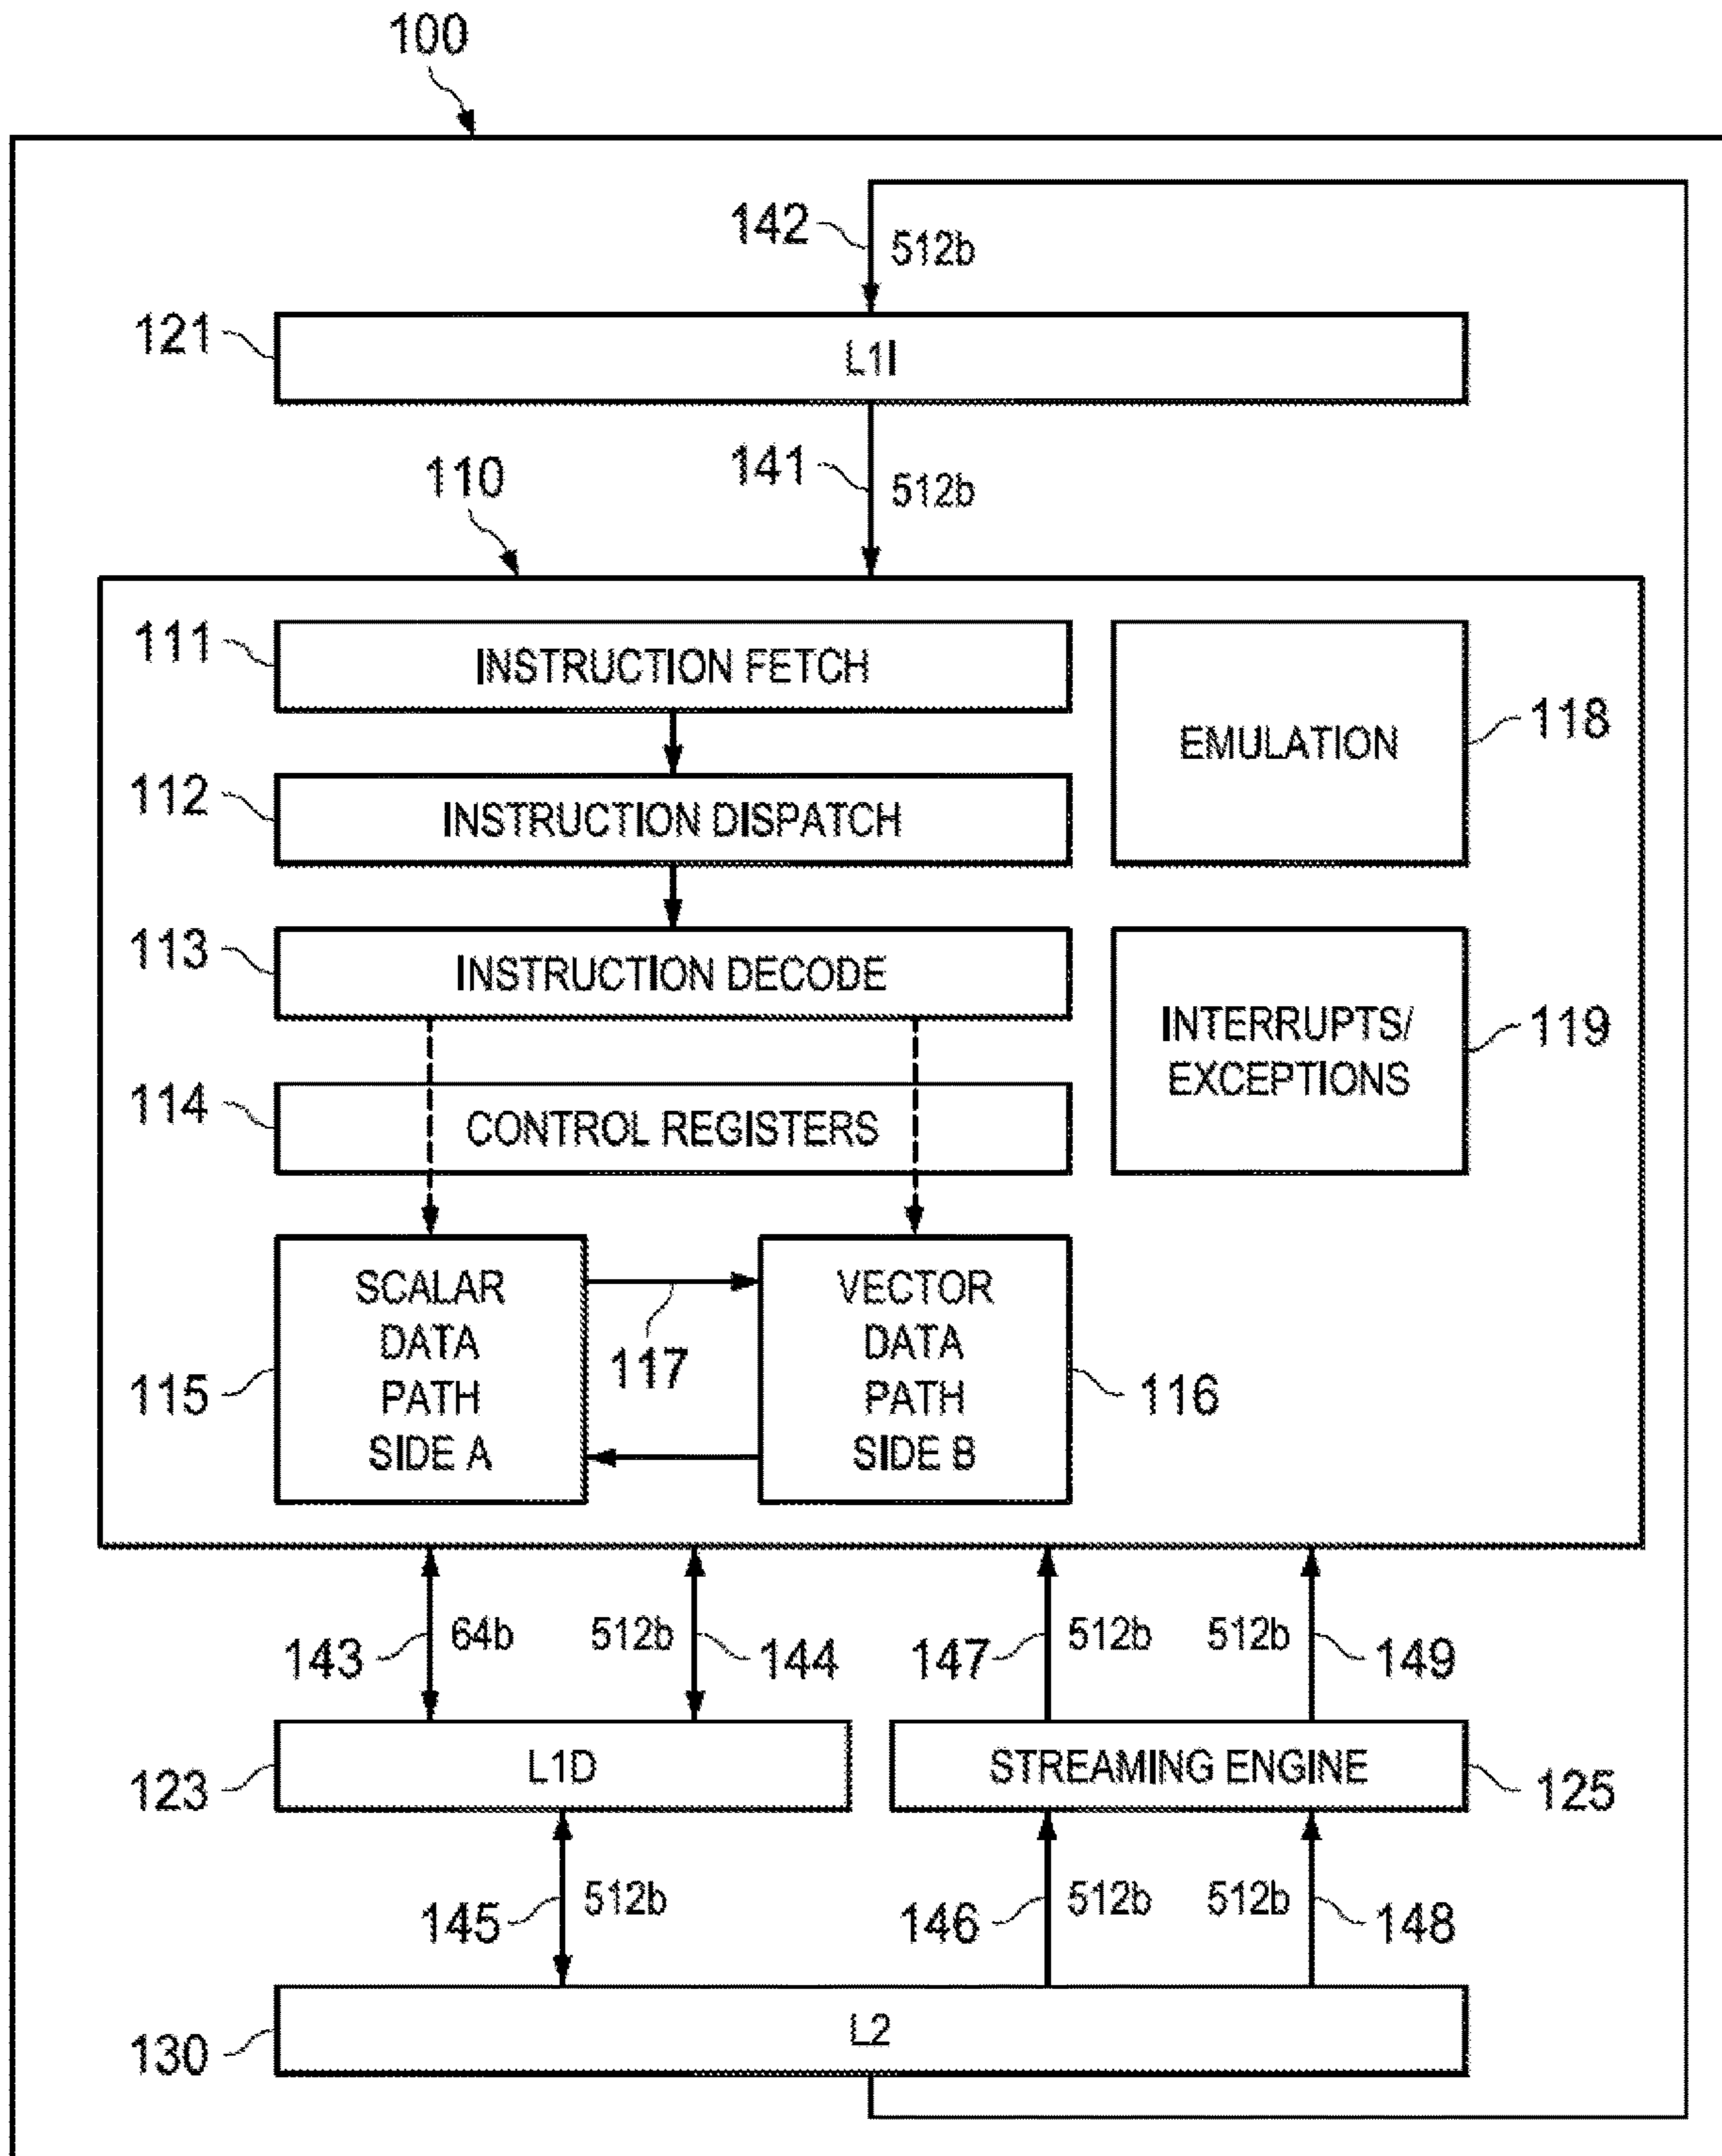 100
142
512b
121
L1I
141
512b
110
111
INSTRUCTION FETCH
EMULATION
118
112
INSTRUCTION DISPATCH
113
INSTRUCTION DECODE
INTERRUPTS/
EXCEPTIONS
119
114
CONTROL REGISTERS
SCALAR
DATA
PATH
SIDE A
115
117
VECTOR
DATA
PATH
SIDE B
116
143
64b
512b
144
147
512b
512b
149
123
L1D
STREAMING ENGINE
125
145
512b
146
512b
512b
148
130
L2